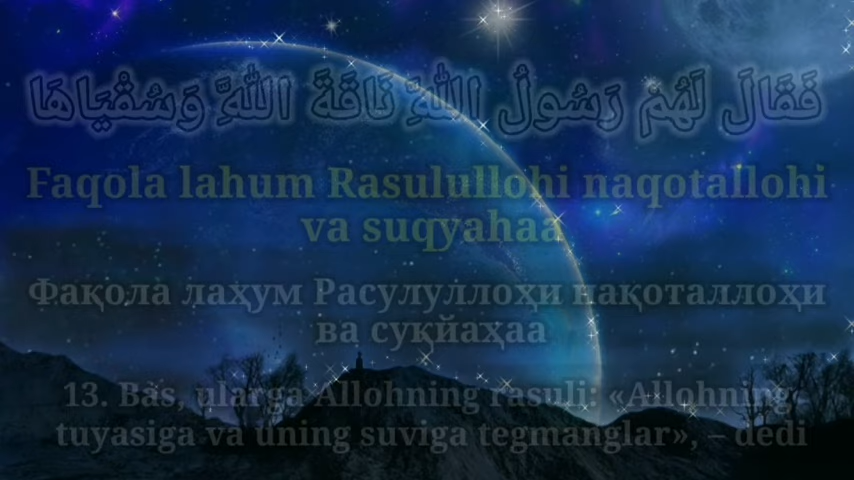 فَقَالَ لَهُمْ رَسُولُ اللَّهِ نَاقَةَ اللَّهِ وَسُقْيَاهَا
Faqola lahum Rasulullohi naqotallohi
va suqyahaa
Фақола лаҳум Расулуллоҳи нақоталлоҳи
ва суқйаҳаа
13. Bas, ularga Allohning rasuli: «Allohning
tuyasiga va uning suviga tegmanglar», – dedi